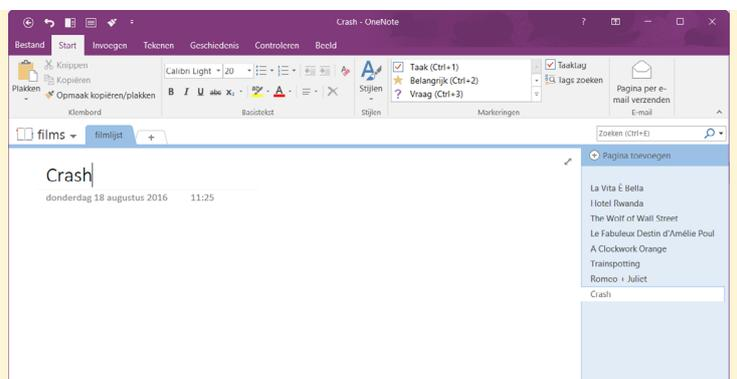 Crash - OneNote
Bestand Start Invoegen Tekenen Geschiedenis Controleren Beeld
Plakken
Knippen
Kopiëren
Opmaak kopiëren/plakken
Klembord
Calibri Light 20
B I U abc X₂ A
Basistekst
Stijlen
Stijlen
Taak (Ctrl+1)
Belangrijk (Ctrl+2)
? Vraag (Ctrl+3)
Markeringen
Taaktag
Tags zoeken
Pagina per e-
mail verzenden
E-mail
films filmlijst +
Zoeken (Ctrl+E)
Pagina toevoegen
Crash
donderdag 18 augustus 2016 11:25
La Vita È Bella
Hotel Rwanda
The Wolf of Wall Street
Le Fabuleux Destin d'Amélie Poul
A Clockwork Orange
Trainspotting
Romeo + Juliet
Crash